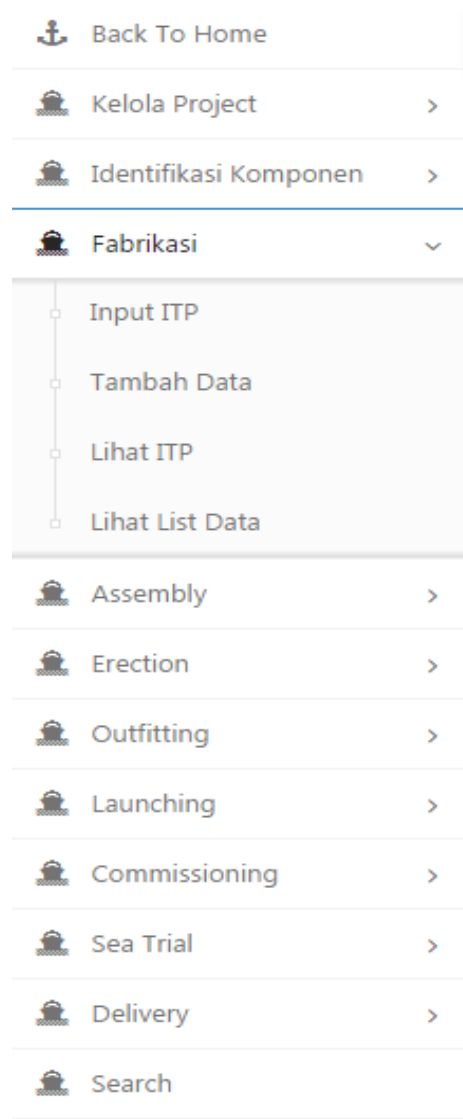 Back To Home
Kelola Project
Identifikasi Komponen
Fabrikasi
Input ITP
Tambah Data
Lihat ITP
Lihat List Data
Assembly
Erection
Outfitting
Launching
Commissioning
Sea Trial
Delivery
Search